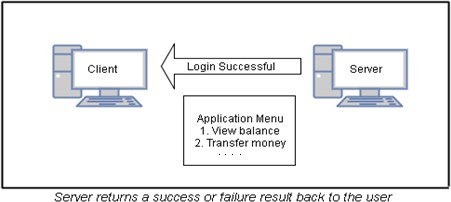 Client
Login Successful
Server
Application Menu
1. View balance
2. Transfer money
. . . .
Server returns a success or failure result back to the user